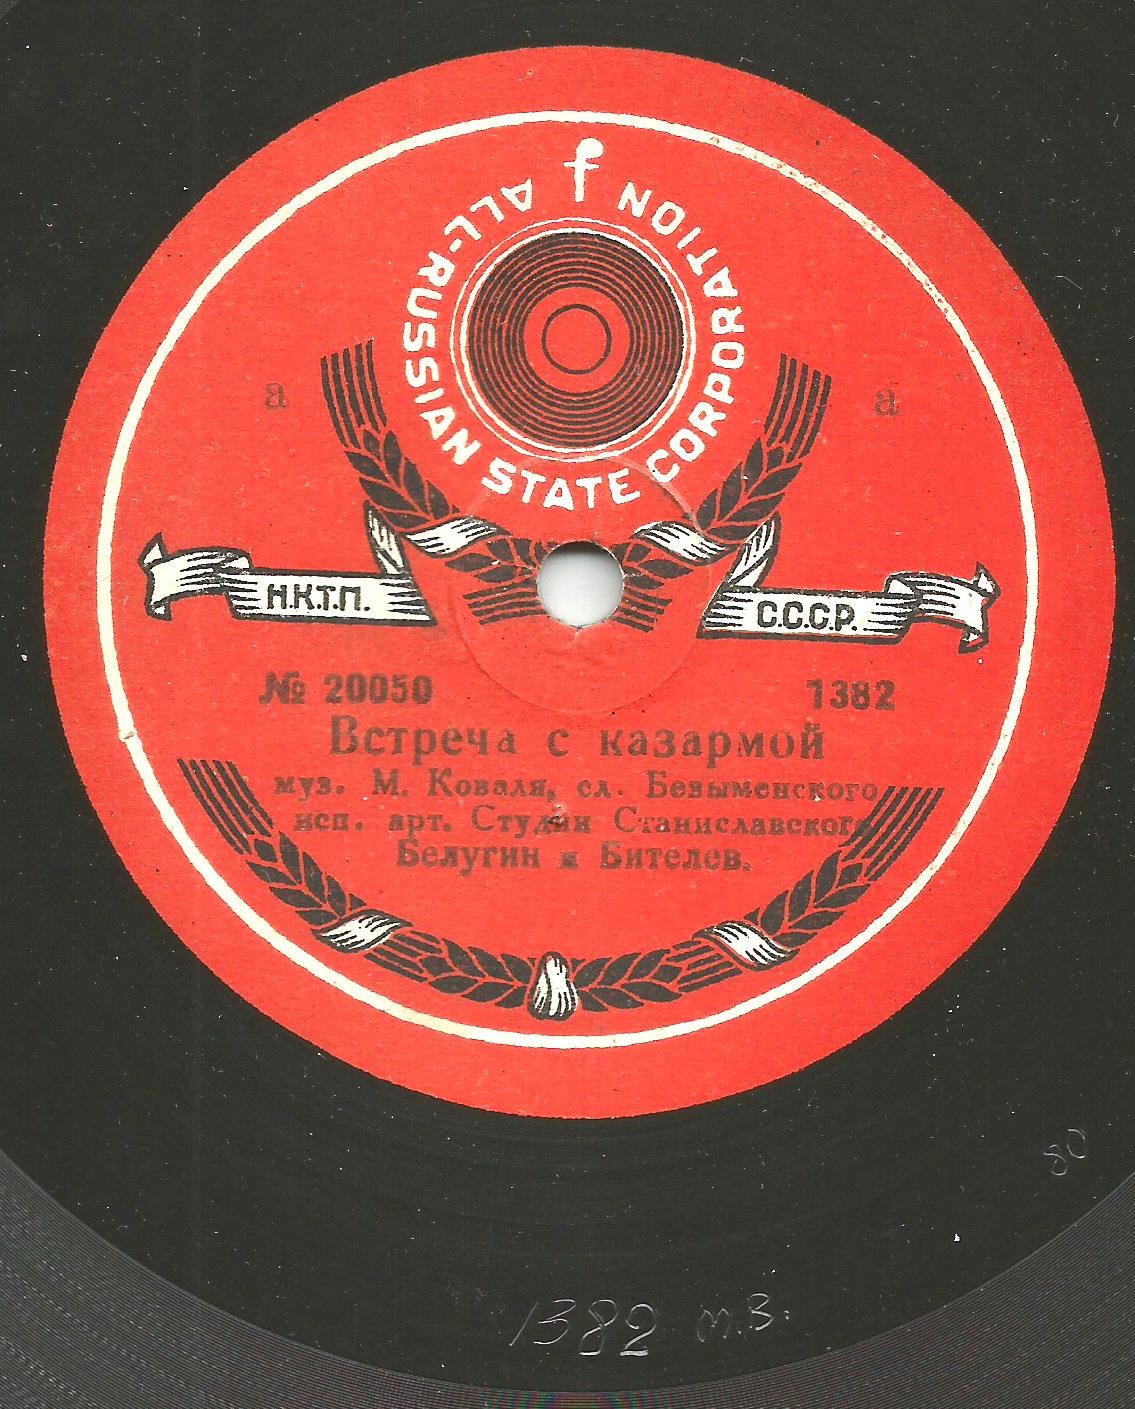 ALL-RUSSIAN STATE CORPORATION
а а
Н.К.Т.П. С.С.С.Р.
№ 20050 1382
Встреча с казармой
муз. М. Коваля, сл. Безыменского
исп. арт. Студии Станиславского
Белугин и Бителев.
80
1382 м.В.